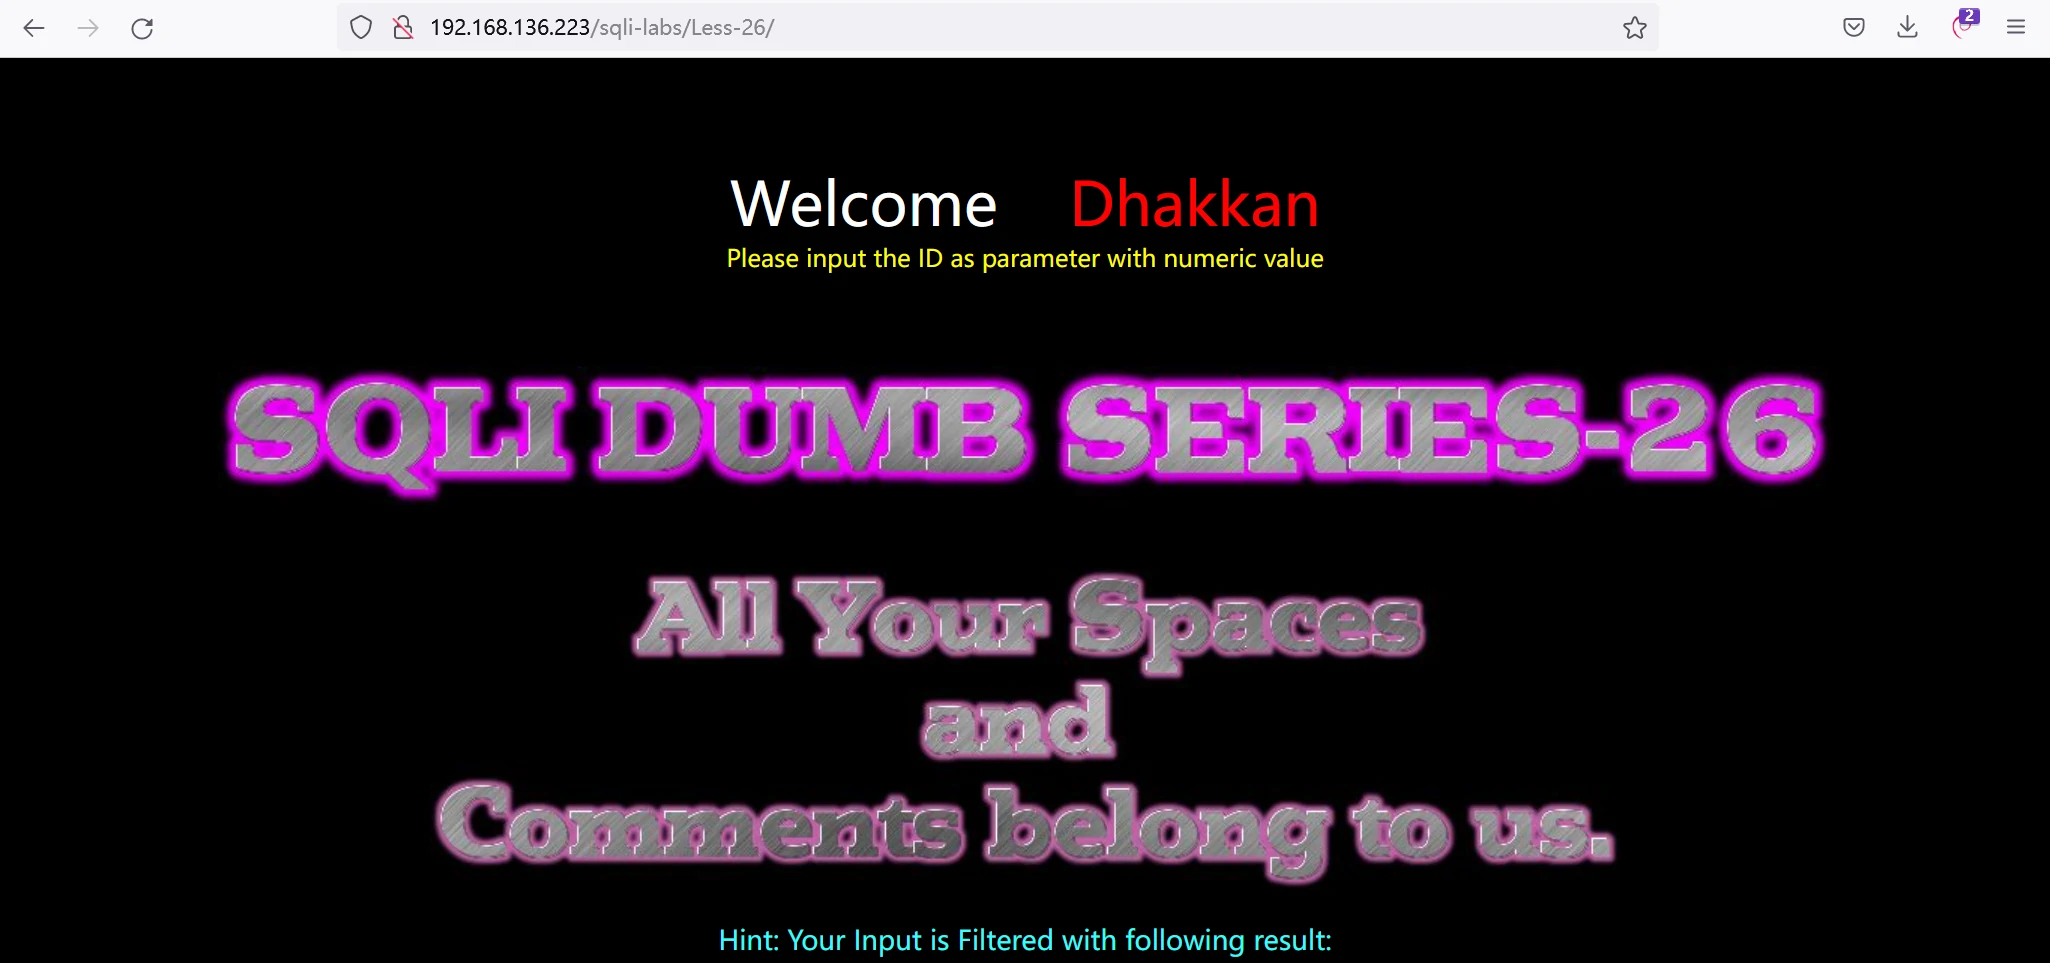 192.168.136.223/sqli-labs/Less-26/
2
Welcome Dhakkan
Please input the ID as parameter with numeric value
SQLI DUMB SERIES-26
All Your Spaces
and
Comments belong to us.
Hint: Your Input is Filtered with following result: